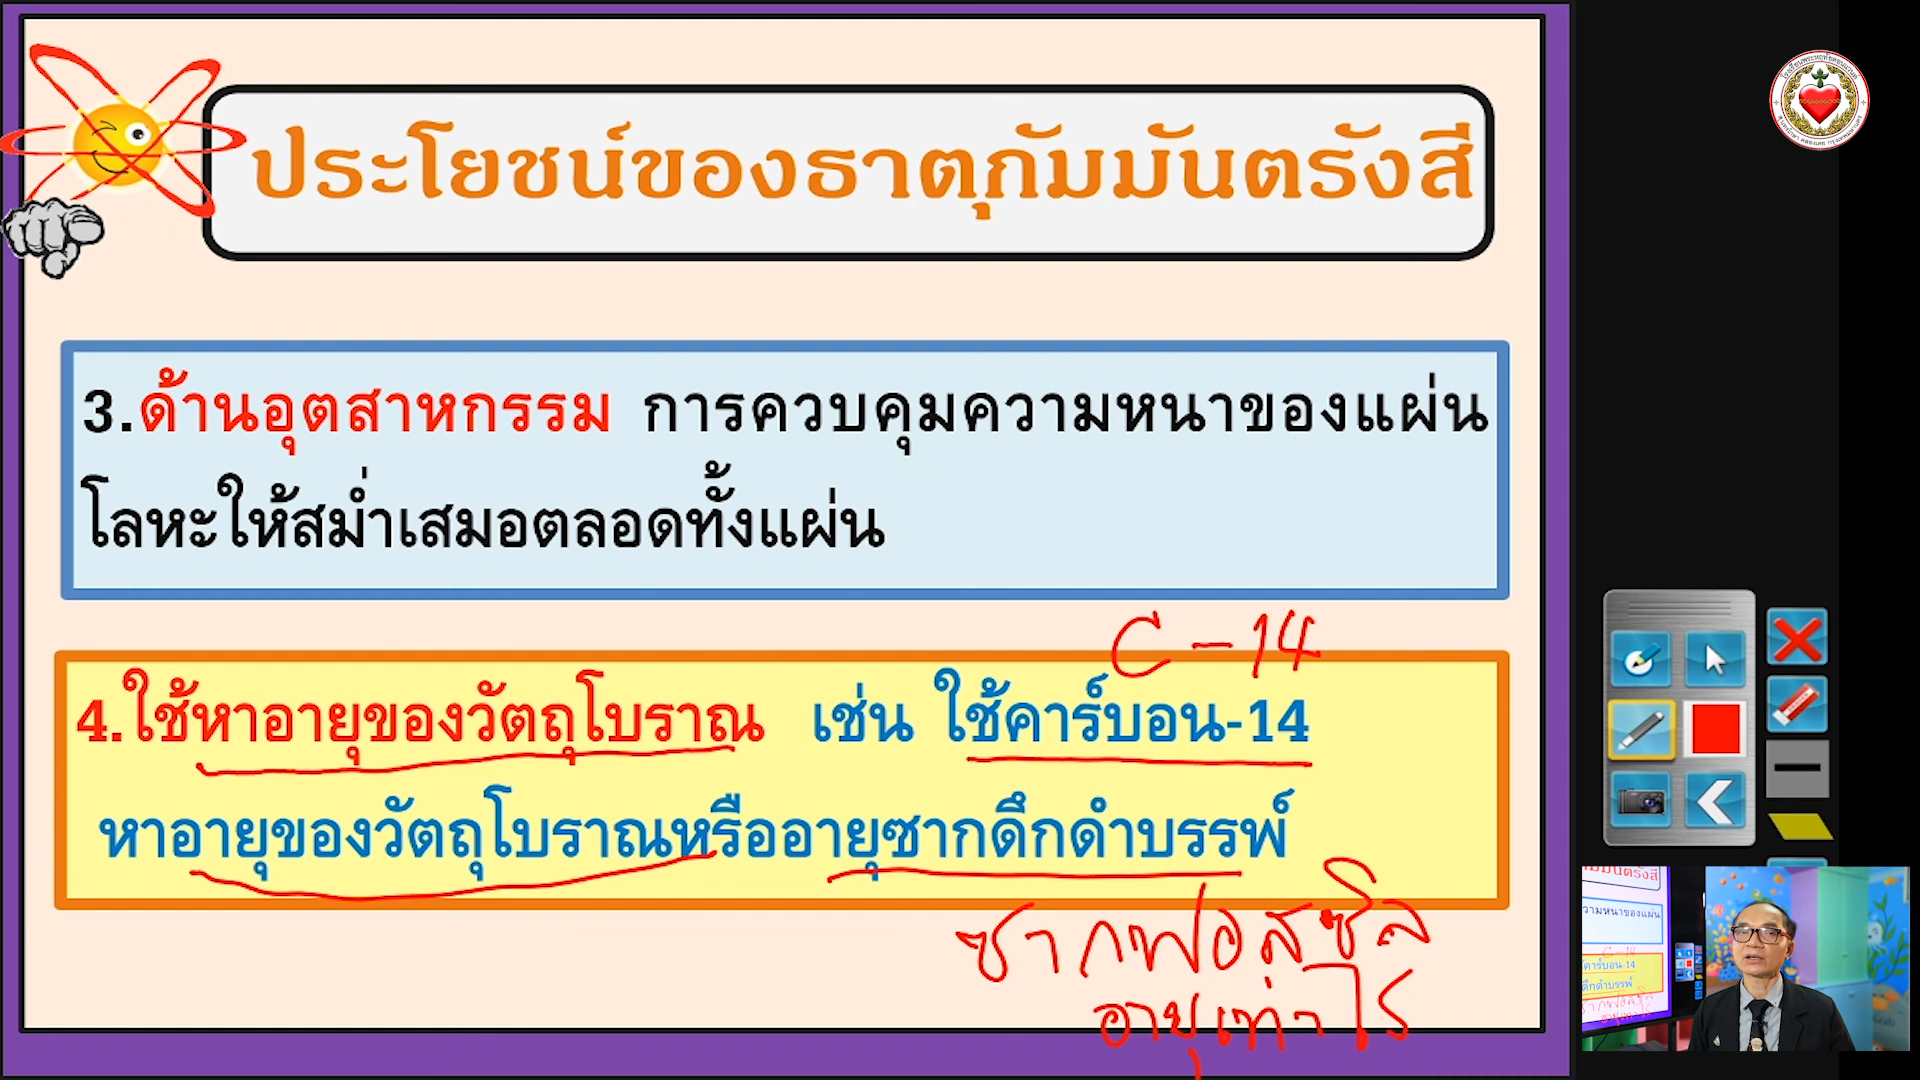 ประโยชน์ของธาตุกัมมันตรังสี
3.ด้านอุตสาหกรรม การควบคุมความหนาของแผ่น
โลหะให้สม่ำเสมอตลอดทั้งแผ่น
C-14
4.ใช้หาอายุของวัตถุโบราณ เช่น ใช้คาร์บอน-14
หาอายุของวัตถุโบราณหรืออายุซากดึกดำบรรพ์
ซากฟอสซิล
อายุเท่าไร